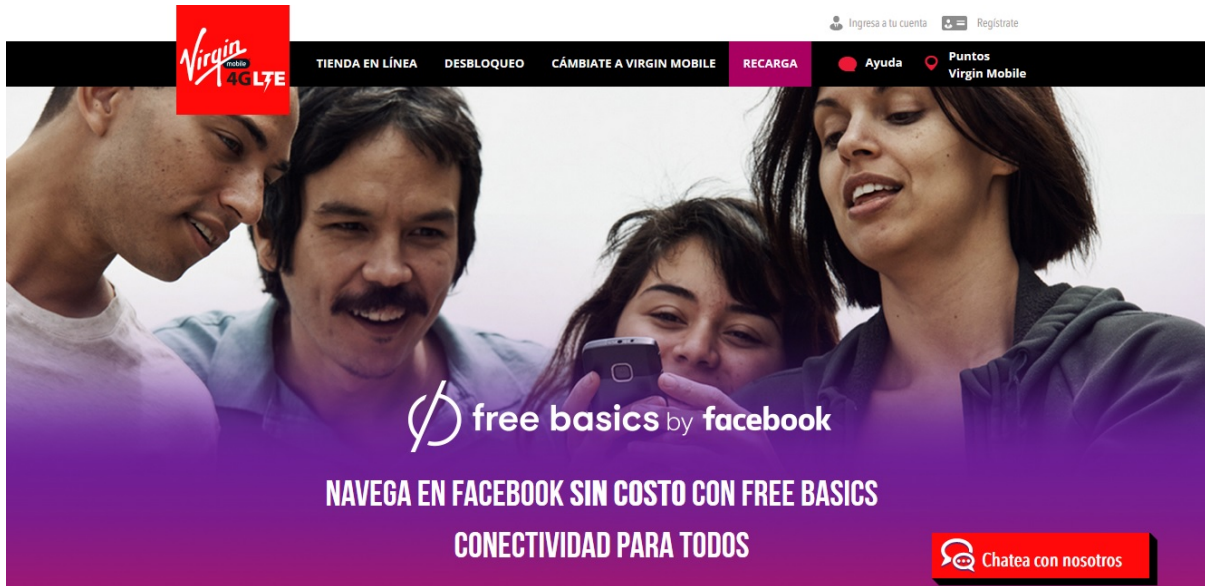 Ingresa a tu cuenta Regístrate
Virgin
mobile
4G LTE
TIENDA EN LÍNEA DESBLOQUEO CÁMBIATE A VIRGIN MOBILE RECARGA Ayuda Puntos
Virgin Mobile
free basics by facebook
NAVEGA EN FACEBOOK SIN COSTO CON FREE BASICS
CONECTIVIDAD PARA TODOS
Chatea con nosotros